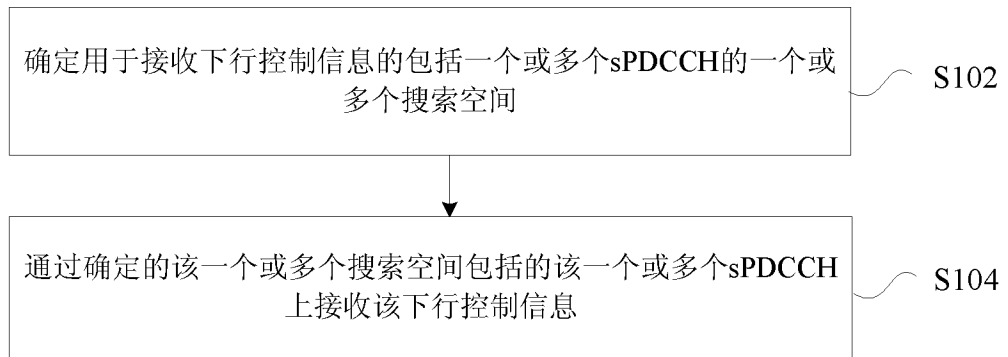 确定用于接收下行控制信息的包括一个或多个sPDCCH的一个或
多个搜索空间
S102
通过确定的该一个或多个搜索空间包括的该一个或多个sPDCCH
上接收该下行控制信息
S104